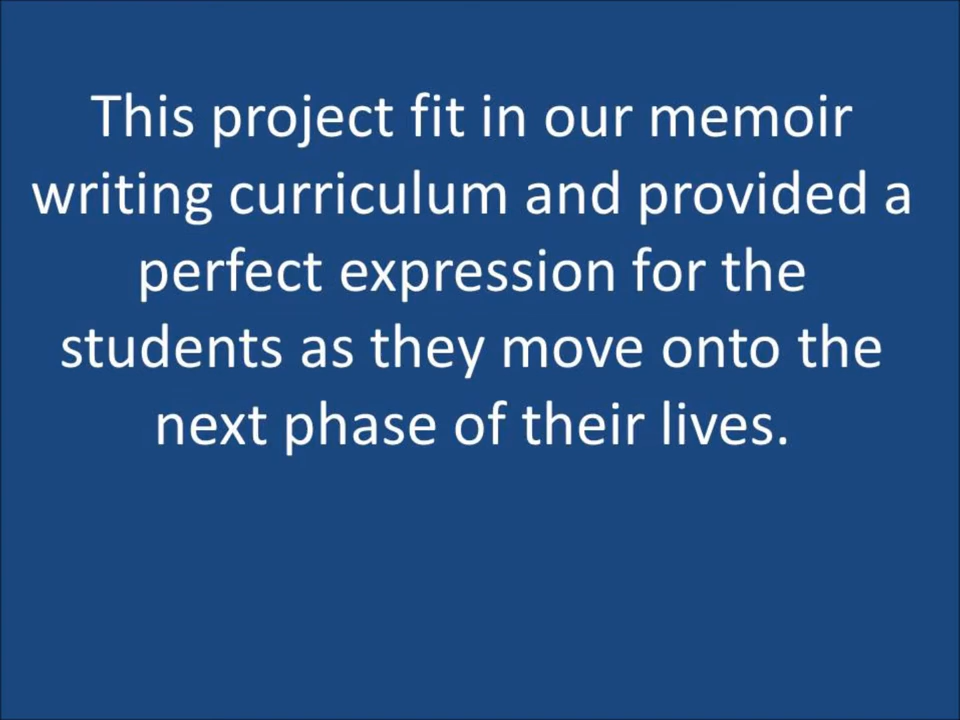 This project fit in our memoir
writing curriculum and provided a
perfect expression for the
students as they move onto the
next phase of their lives.